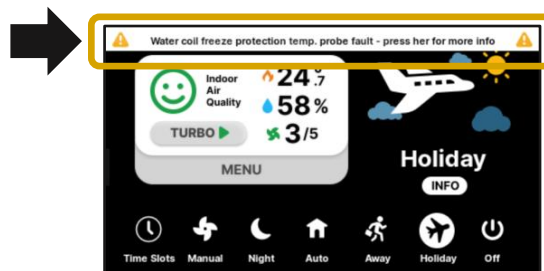 Water coil freeze protection temp. probe fault - press her for more info
Indoor
Air
Quality
24°.7
58%
TURBO
3/5
MENU
Holiday
INFO
Time Slots Manual Night Auto Away Holiday Off